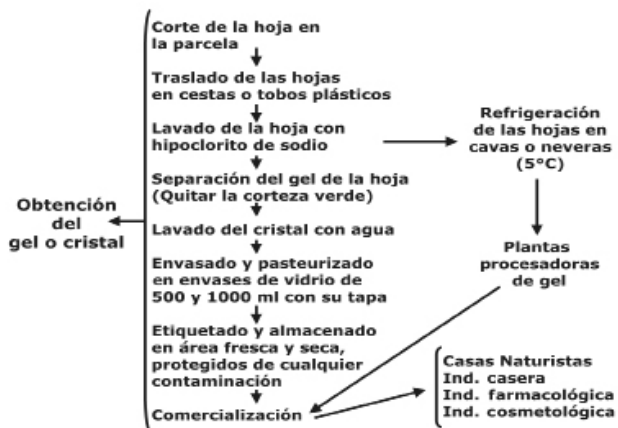 Corte de la hoja en
la parcela
Traslado de las hojas
en cestas o tobos plásticos
Lavado de la hoja con
hipoclorito de sodio
Separación del gel de la hoja
(Quitar la corteza verde)
Lavado del cristal con agua
Envasado y pasteurizado
en envases de vidrio de
500 y 1000 ml con su tapa
Etiquetado y almacenado
en área fresca y seca,
protegidos de cualquier
contaminación
Comercialización
Obtención
del
gel o cristal
Refrigeración
de las hojas en
cavas o neveras
(5°C)
Plantas
procesadoras
de gel
Casas Naturistas
Ind. casera
Ind. farmacológica
Ind. cosmetológica